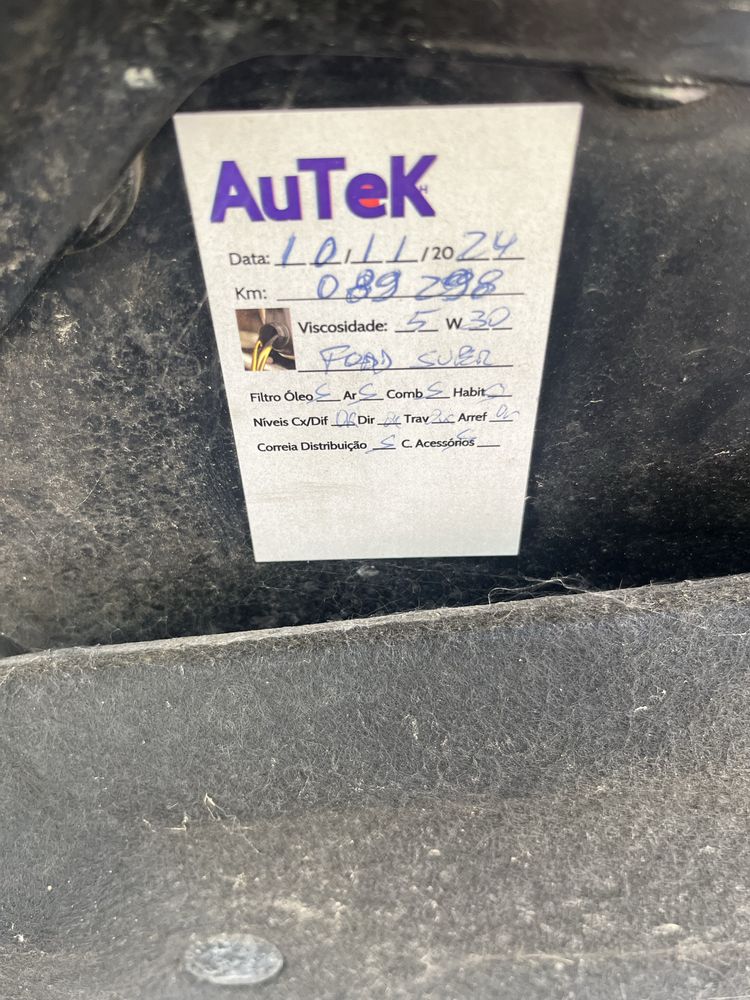 AuTeK
Data: 10/11/2024
Km: 089298
Viscosidade: 5 W 30
FORD SUPER
Filtro Óleo S Ar S Comb S Habit S
Níveis Cx/Dif OK Dir OK Trav OK Arref OK
Correia Distribuição S C. Acessórios S